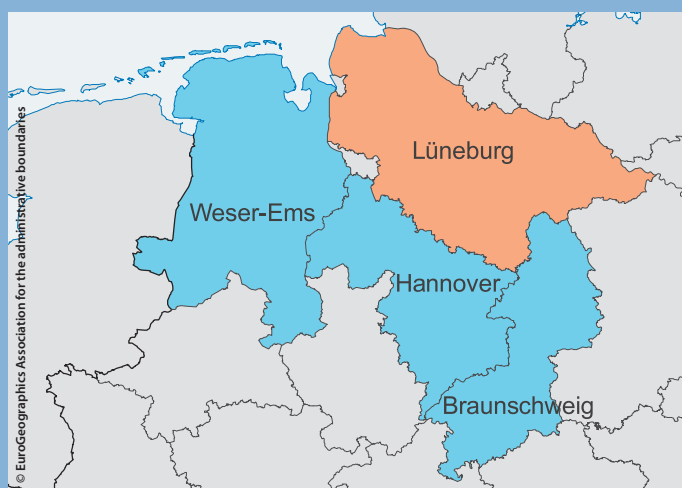 Lüneburg
Weser-Ems
Hannover
Braunschweig
© EuroGeographics Association for the administrative boundaries